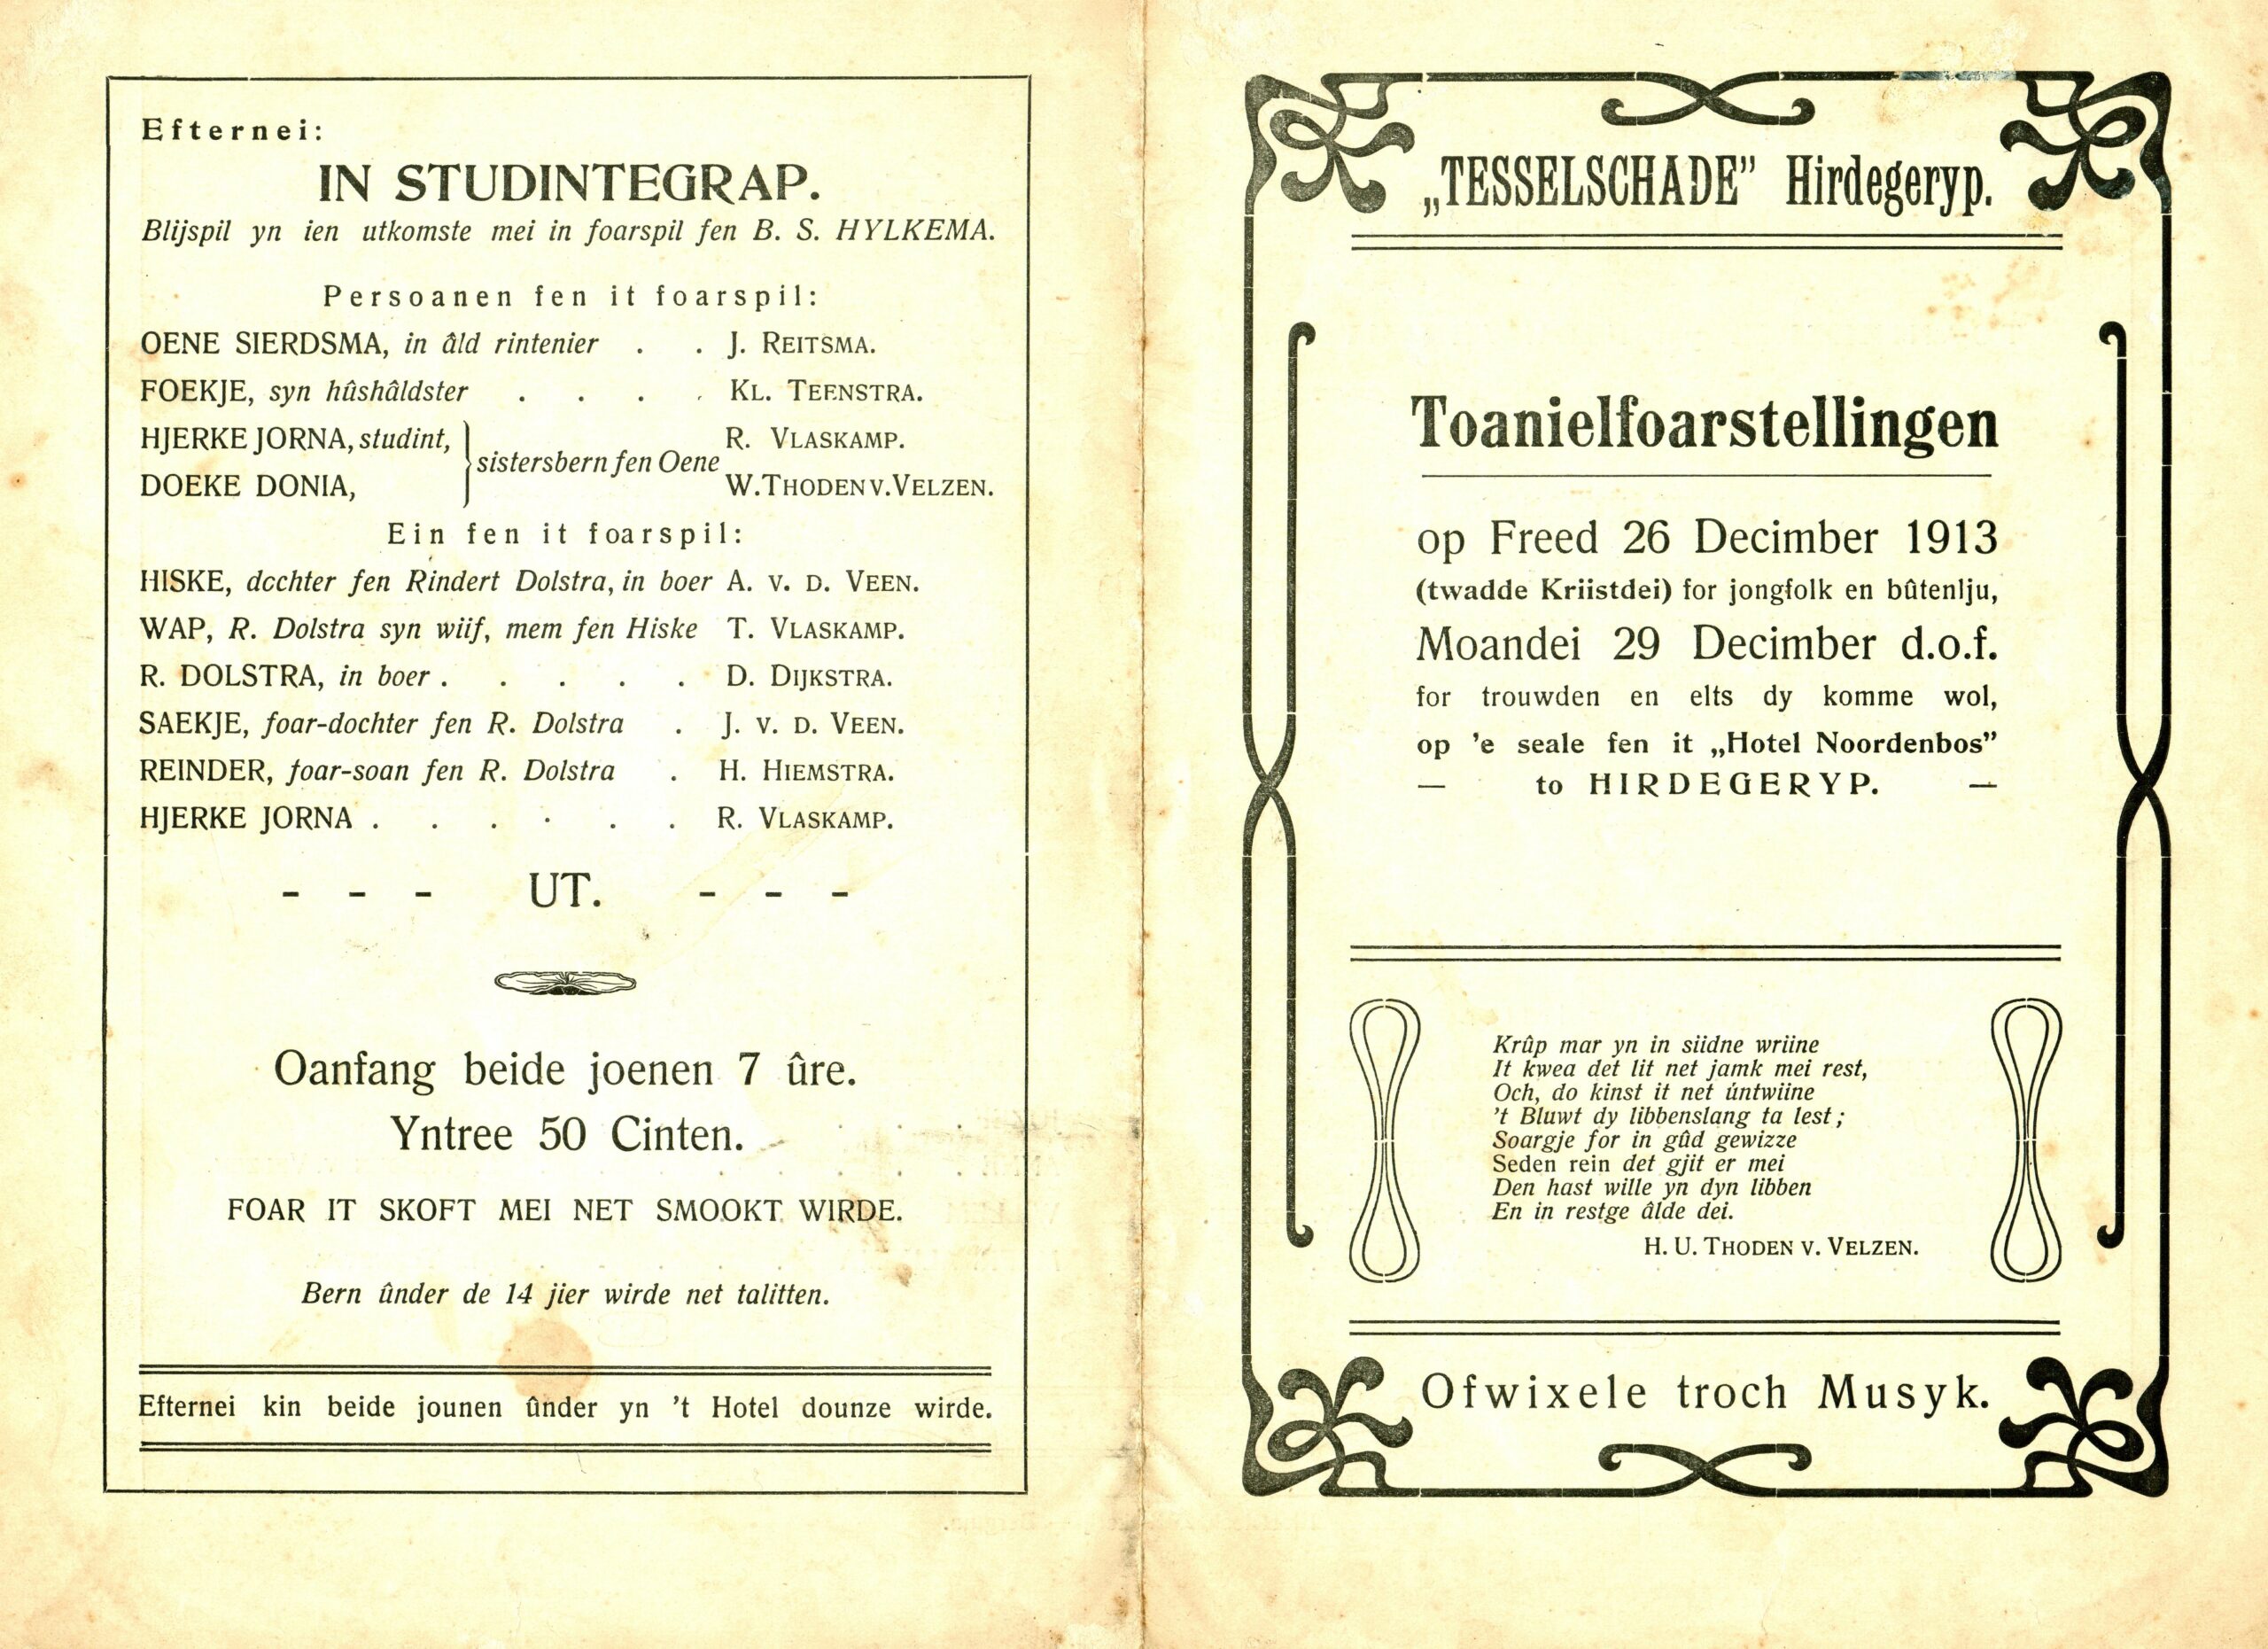 Efternei:
IN STUDINTEGRAP.
Blijspil yn ien utkomste mei in foarspil fen B. S. HYLKEMA.
Persoanen fen it foarspil:
OENE SIERDSMA, in âld rintenier . . J. REITSMA.
FOEKJE, syn hûshâldster . . . . KL. TEENSTRA.
HJERKE JORNA, studint, R. VLASKAMP.
sistersbern fen Oene
DOEKE DONIA, W. THODEN v. VELZEN.
Ein fen it foarspil:
HISKE, dochter fen Rindert Dolstra, in boer A. v. D. VEEN.
WAP, R. Dolstra syn wiif, mem fen Hiske T. VLASKAMP.
R. DOLSTRA, in boer . . . . . D. DIJKSTRA.
SAEKJE, foar-dochter fen R. Dolstra . J. v. D. VEEN.
REINDER, foar-soan fen R. Dolstra . H. HIEMSTRA.
HJERKE JORNA . . . . . . R. VLASKAMP.
- - - UT. - - -
Oanfang beide joenen 7 ûre.
Yntree 50 Cinten.
FOAR IT SKOFT MEI NET SMOOKT WIRDE.
Bern ûnder de 14 jier wirde net talitten.
Efternei kin beide jounen ûnder yn 't Hotel dounze wirde.
„TESSELSCHADE” Hirdegeryp.
Toanielfoarstellingen
op Freed 26 Decimber 1913
(twadde Kriistdei) for jongfolk en bûtenlju,
Moandei 29 Decimber d.o.f.
for trouwden en elts dy komme wol,
op 'e seale fen it „Hotel Noordenbos”
— to HIRDEGERYP. —
Krûp mar yn in siidne wriine
It kwea det lit net jamk mei rest,
Och, do kinst it net úntwiine
't Bluwt dy libbenslang ta lest;
Soargje for in gûd gewizze
Seden rein det gjit er mei
Den hast wille yn dyn libben
En in restge âlde dei.
H. U. THODEN v. VELZEN.
Ofwixele troch Musyk.